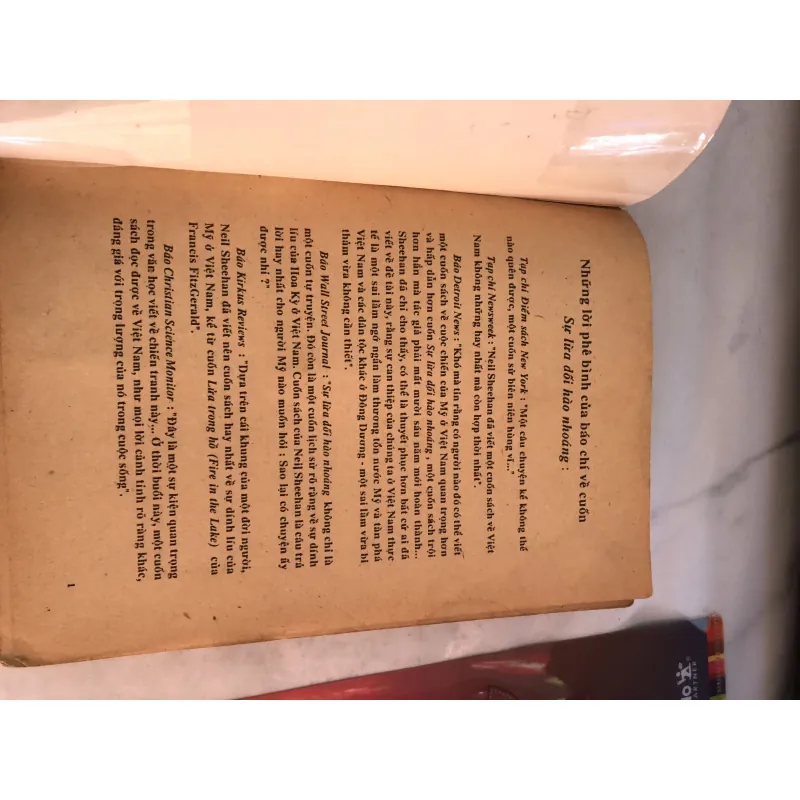 Những lời phê bình của báo chí về cuốn
Sự lừa dối hào nhoáng :
Tạp chí Điểm sách New York : "Một câu chuyện kể không thể
nào quên được, một cuốn sử biên niên hùng vĩ..."
Tạp chí Newsweek : "Neil Sheehan đã viết một cuốn sách về Việt
Nam không những hay nhất mà còn hợp thời nhất".
Báo Detroit News : "Khó mà tin rằng có người nào đó có thể viết
một cuốn sách về cuộc chiến của Mỹ ở Việt Nam quan trọng hơn
và hấp dẫn hơn cuốn Sự lừa dối hào nhoáng, một cuốn sách trội
hơn hẳn mà tác giả phải mất mười sáu năm mới hoàn thành...
Sheehan đã chỉ cho thấy, có thể là thuyết phục hơn bất cứ ai đã
viết về đề tài này, rằng sự can thiệp của chúng ta ở Việt Nam thực
tế là một sai lầm ngớ ngẩn làm thương tổn nước Mỹ và tàn phá
Việt Nam và các dân tộc khác ở Đông Dương - một sai lầm vừa bi
thảm vừa không cần thiết".
Báo Wall Street Journal : "Sự lừa dối hào nhoáng không chỉ là
một cuốn tự truyện. Đó còn là một cuốn lịch sử rõ ràng về sự dính
líu của Hoa Kỳ ở Việt Nam. Cuốn sách của Neil Sheehan là câu trả
lời hay nhất cho người Mỹ nào muốn hỏi : Sao lại có chuyện ấy
được nhỉ ?"
Báo Kirkus Reviews : "Dựa trên cái khung của một đời người,
Neil Sheehan đã viết nên cuốn sách hay nhất về sự dính líu của
Mỹ ở Việt Nam, kể từ cuốn Lửa trong hồ (Fire in the Lake) của
Francis FitzGerald".
Báo Christian Science Monitor : "Đây là một sự kiện quan trọng
trong văn học viết về chiến tranh này... Ở thời buổi này, một cuốn
sách đọc được về Việt Nam, như mọi lời cảnh tỉnh rõ ràng khác,
đáng giá với trọng lượng của nó trong cuộc sống".
1